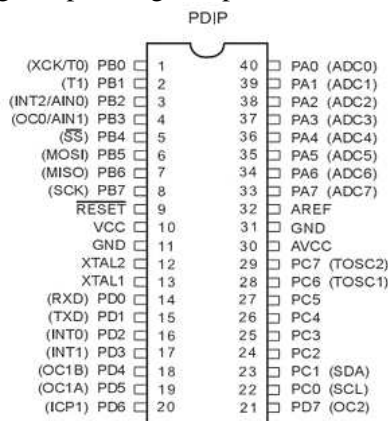 PDIP
(XCK/T0) PB0 1 40 PA0 (ADC0)
(T1) PB1 2 39 PA1 (ADC1)
(INT2/AIN0) PB2 3 38 PA2 (ADC2)
(OC0/AIN1) PB3 4 37 PA3 (ADC3)
(SS) PB4 5 36 PA4 (ADC4)
(MOSI) PB5 6 35 PA5 (ADC5)
(MISO) PB6 7 34 PA6 (ADC6)
(SCK) PB7 8 33 PA7 (ADC7)
RESET 9 32 AREF
VCC 10 31 GND
GND 11 30 AVCC
XTAL2 12 29 PC7 (TOSC2)
XTAL1 13 28 PC6 (TOSC1)
(RXD) PD0 14 27 PC5
(TXD) PD1 15 26 PC4
(INT0) PD2 16 25 PC3
(INT1) PD3 17 24 PC2
(OC1B) PD4 18 23 PC1 (SDA)
(OC1A) PD5 19 22 PC0 (SCL)
(ICP1) PD6 20 21 PD7 (OC2)